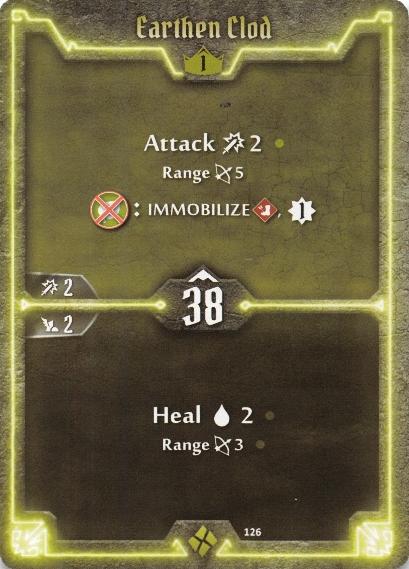 Earthen Clod
1
Attack 2
Range 5
: IMMOBILIZE, 1
2
38
2
Heal 2
Range 3
126